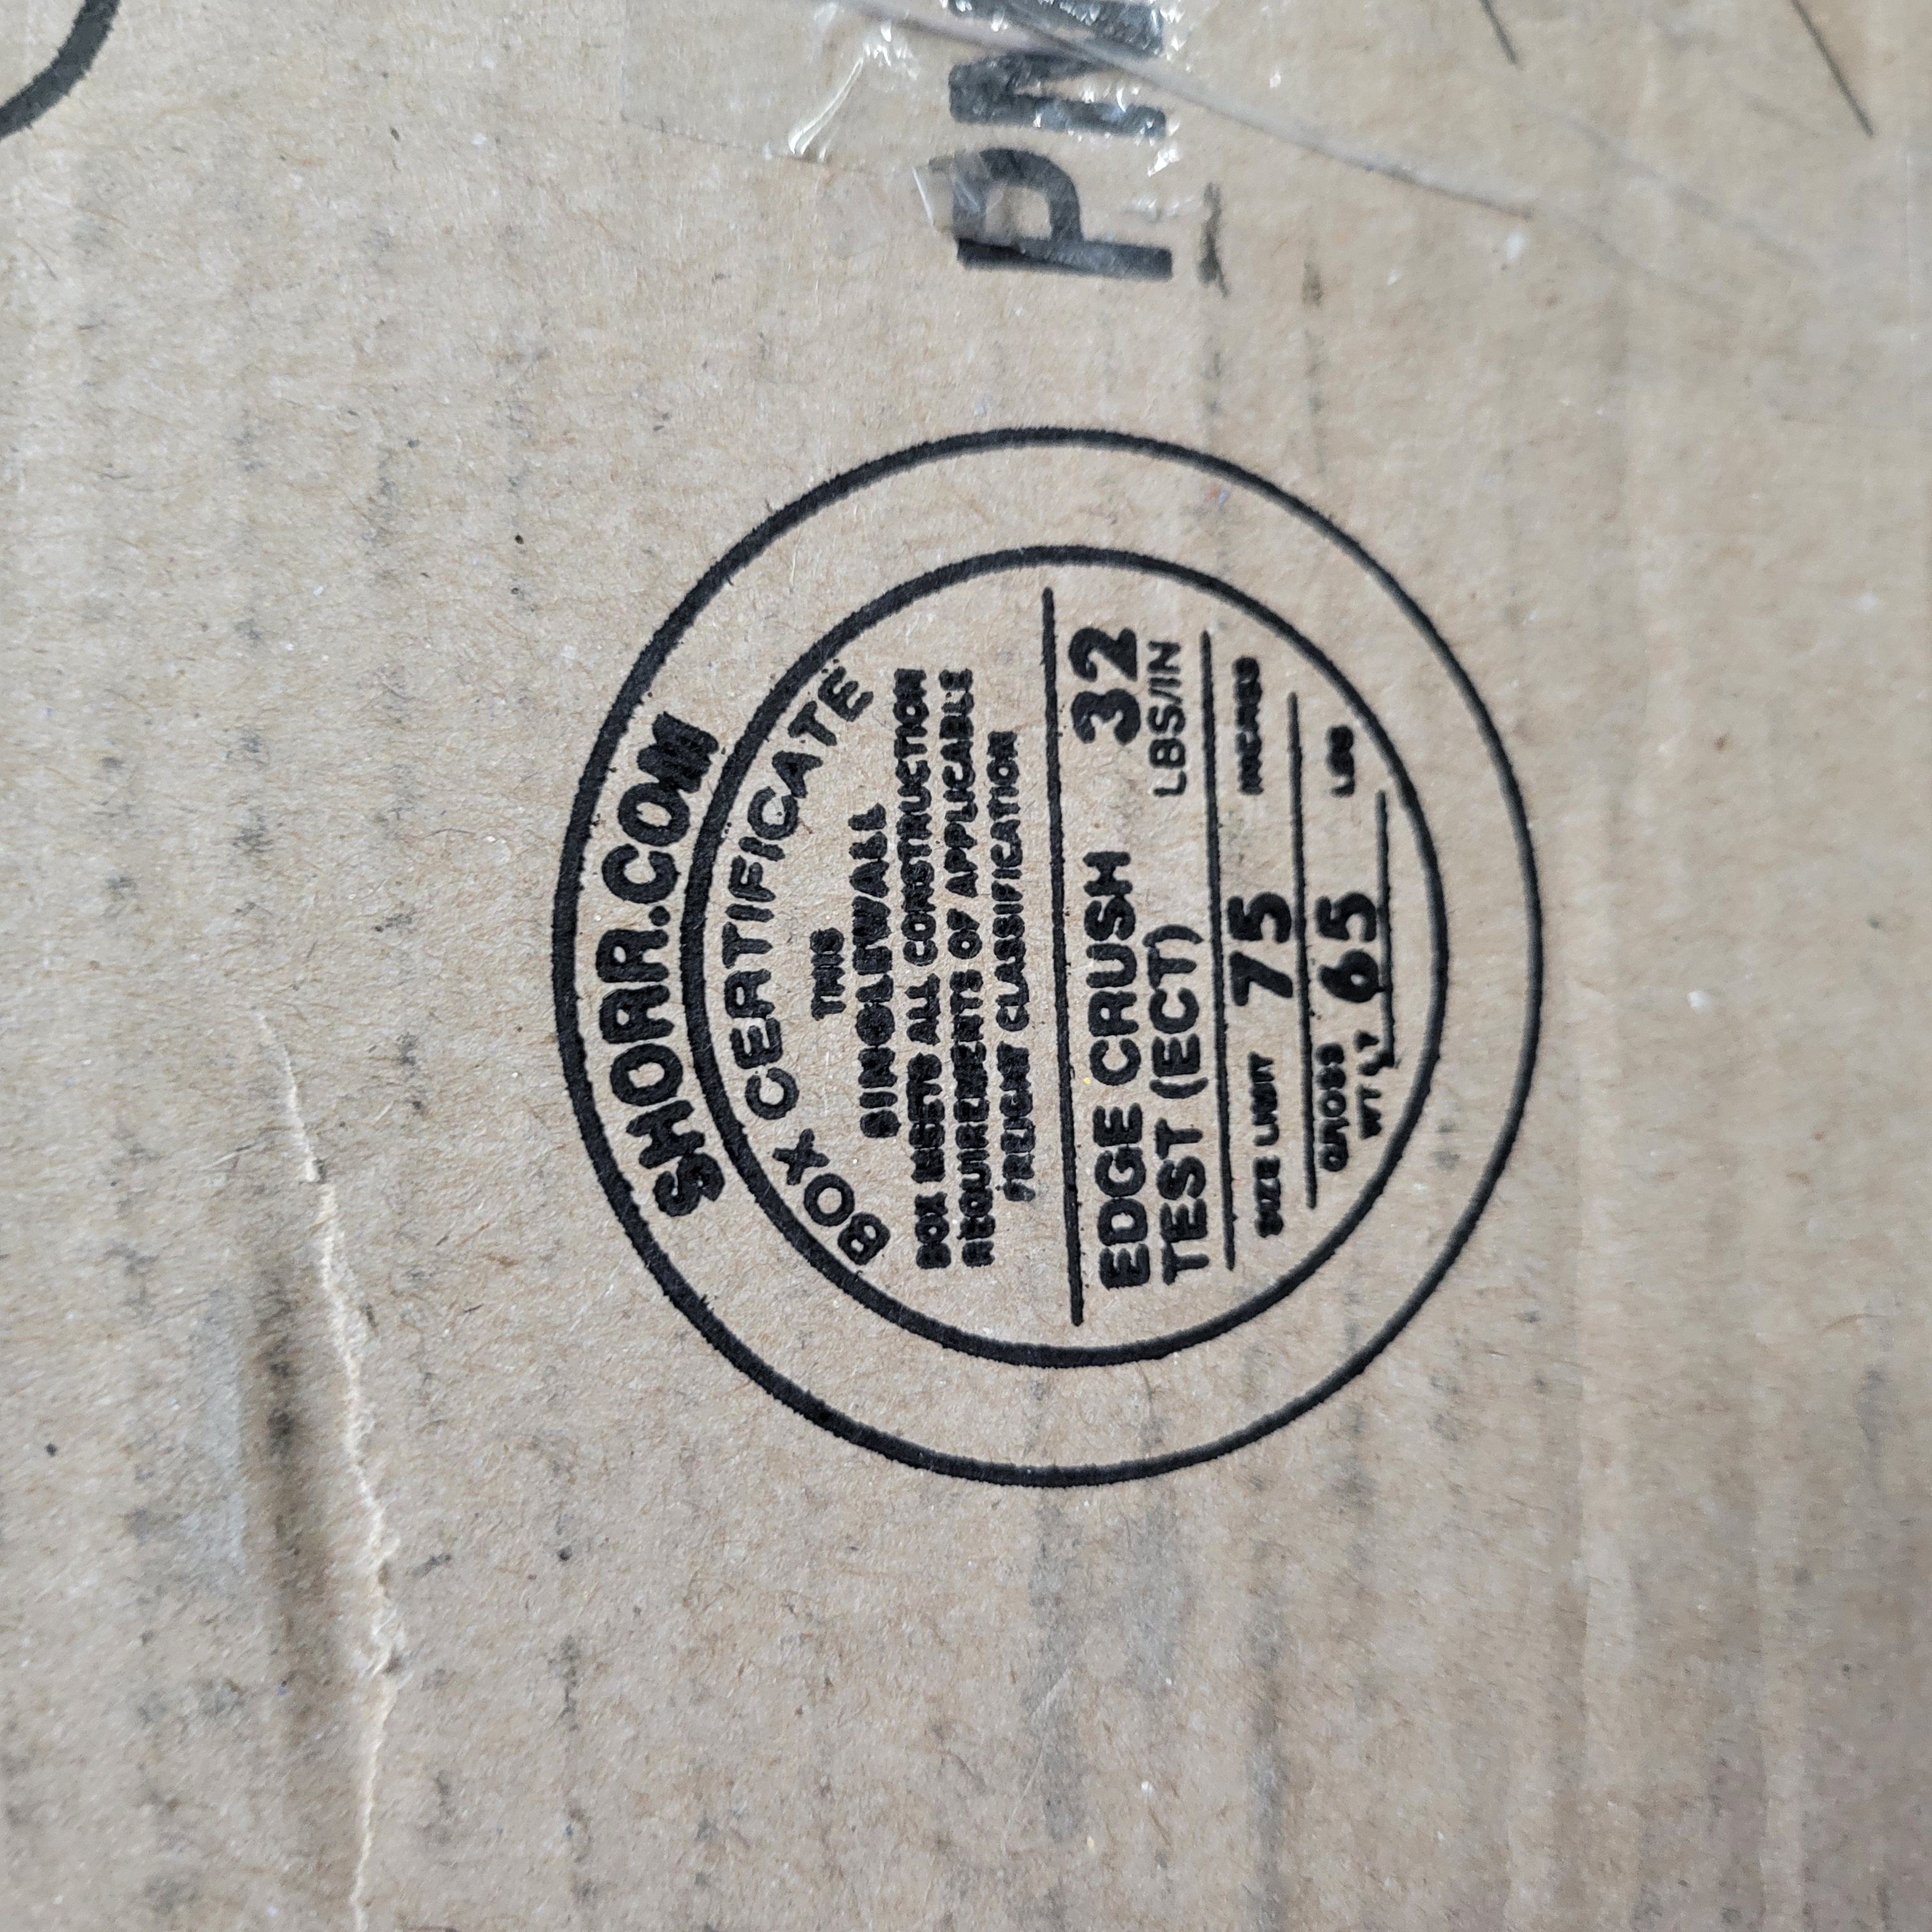 SHORR.COM
BOX CERTIFICATE
THIS
SINGLEWALL
BOX MEETS ALL CONSTRUCTION
REQUIREMENTS OF APPLICABLE
FREIGHT CLASSIFICATION
EDGE CRUSH 32
TEST (ECT) LBS/IN
SIZE LIMIT 75 INCHES
GROSS 65 LBS
WT